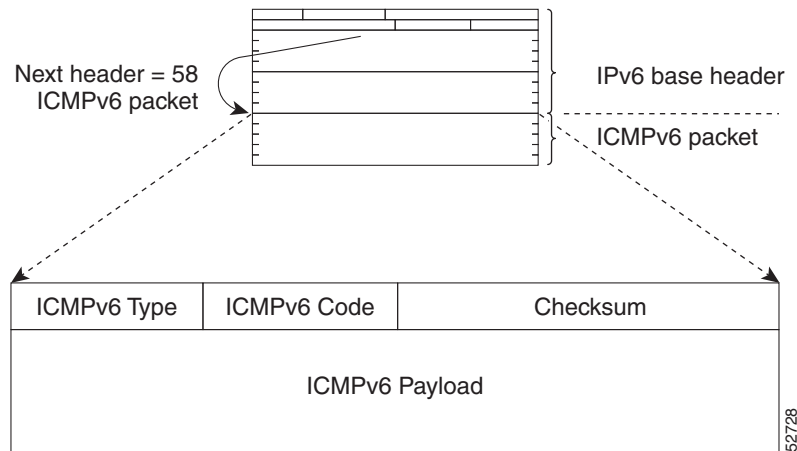 Next header = 58
ICMPv6 packet
IPv6 base header
ICMPv6 packet
ICMPv6 Type
ICMPv6 Code
Checksum
ICMPv6 Payload
52728